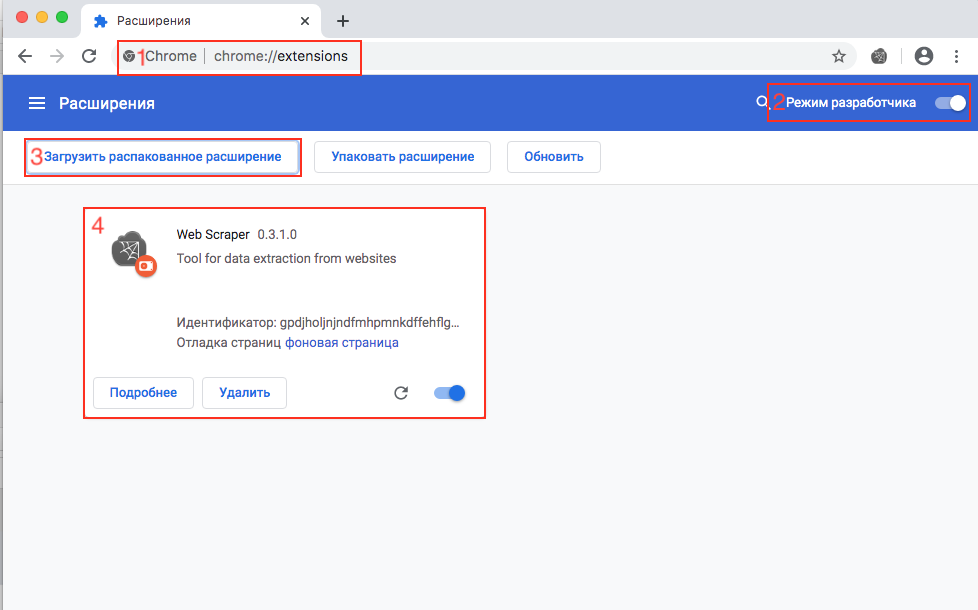 Расширения
1 Chrome | chrome://extensions
Расширения
2 Режим разработчика
3 Загрузить распакованное расширение
Упаковать расширение
Обновить
4
Web Scraper 0.3.1.0
Tool for data extraction from websites
Идентификатор: gpdjholjnjndfmhpmnkdffehflg...
Отладка страниц фоновая страница
Подробнее
Удалить